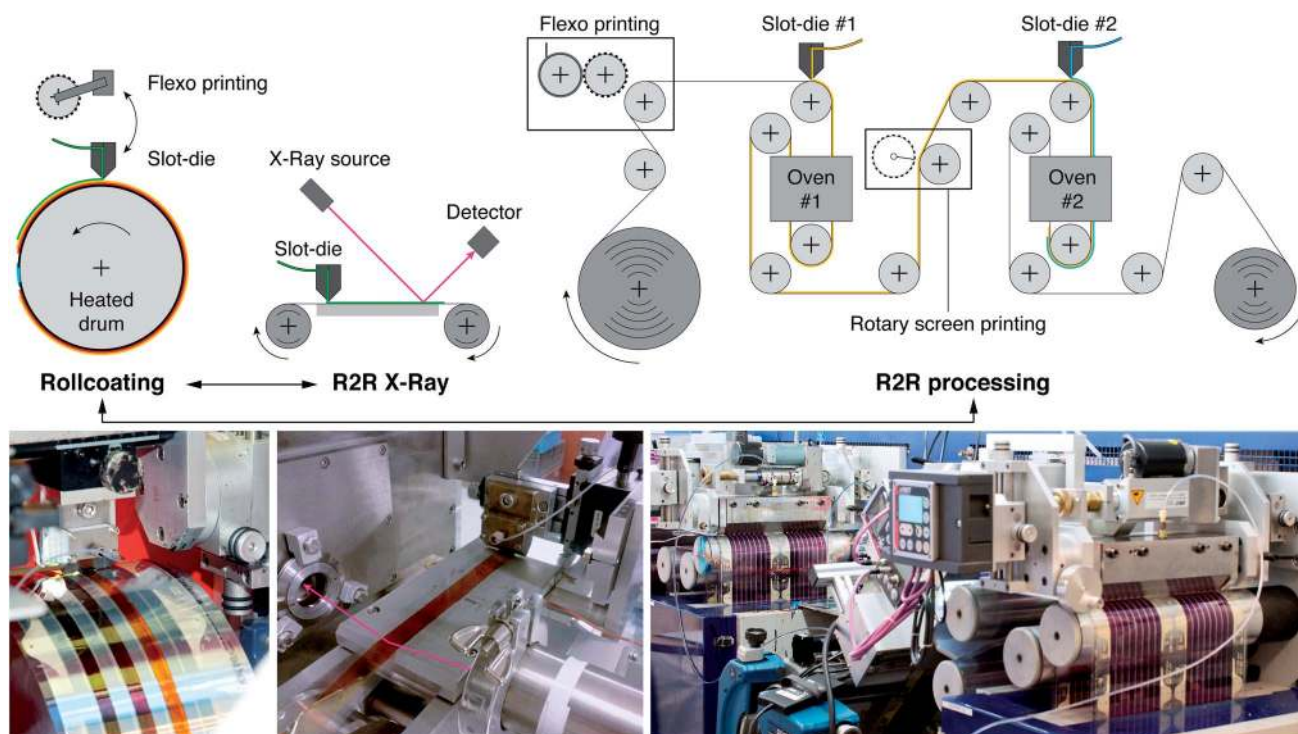 Flexo printing
Slot-die
Heated
drum
Rollcoating
X-Ray source
Detector
Slot-die
R2R X-Ray
Flexo printing
Slot-die #1
Slot-die #2
Oven
#1
Oven
#2
Rotary screen printing
R2R processing